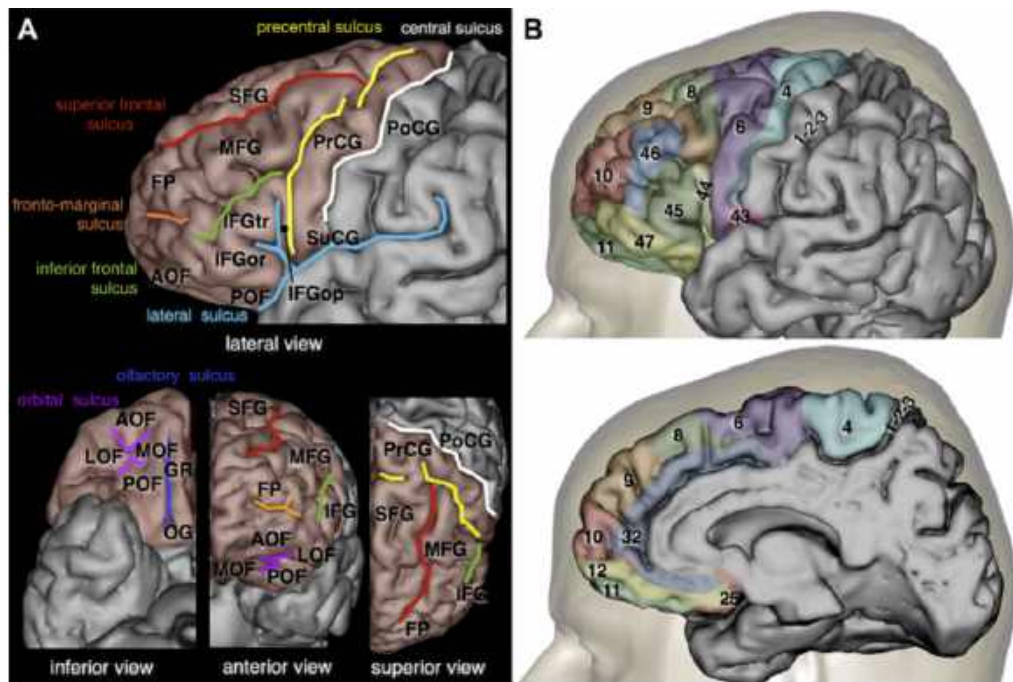 A
precentral sulcus
central sulcus
superior frontal
sulcus
SFG
PoCG
MFG
PrCG
FP
fronto-marginal
sulcus
IFGtr
SuCG
IFGor
inferior frontal
sulcus
AOF
POF
IFGop
lateral sulcus
lateral view
olfactory sulcus
orbital sulcus
AOF
LOF
MOF
GR
POF
OG
inferior view
SFG
MFG
FP
IFG
AOF
LOF
MOF
POF
anterior view
PoCG
PrCG
SFG
MFG
IFG
FP
superior view
B
8
4
9
6
1-2-3
46
10
44
45
43
47
11
6
1-2-3
8
4
9
10
32
12
11
25